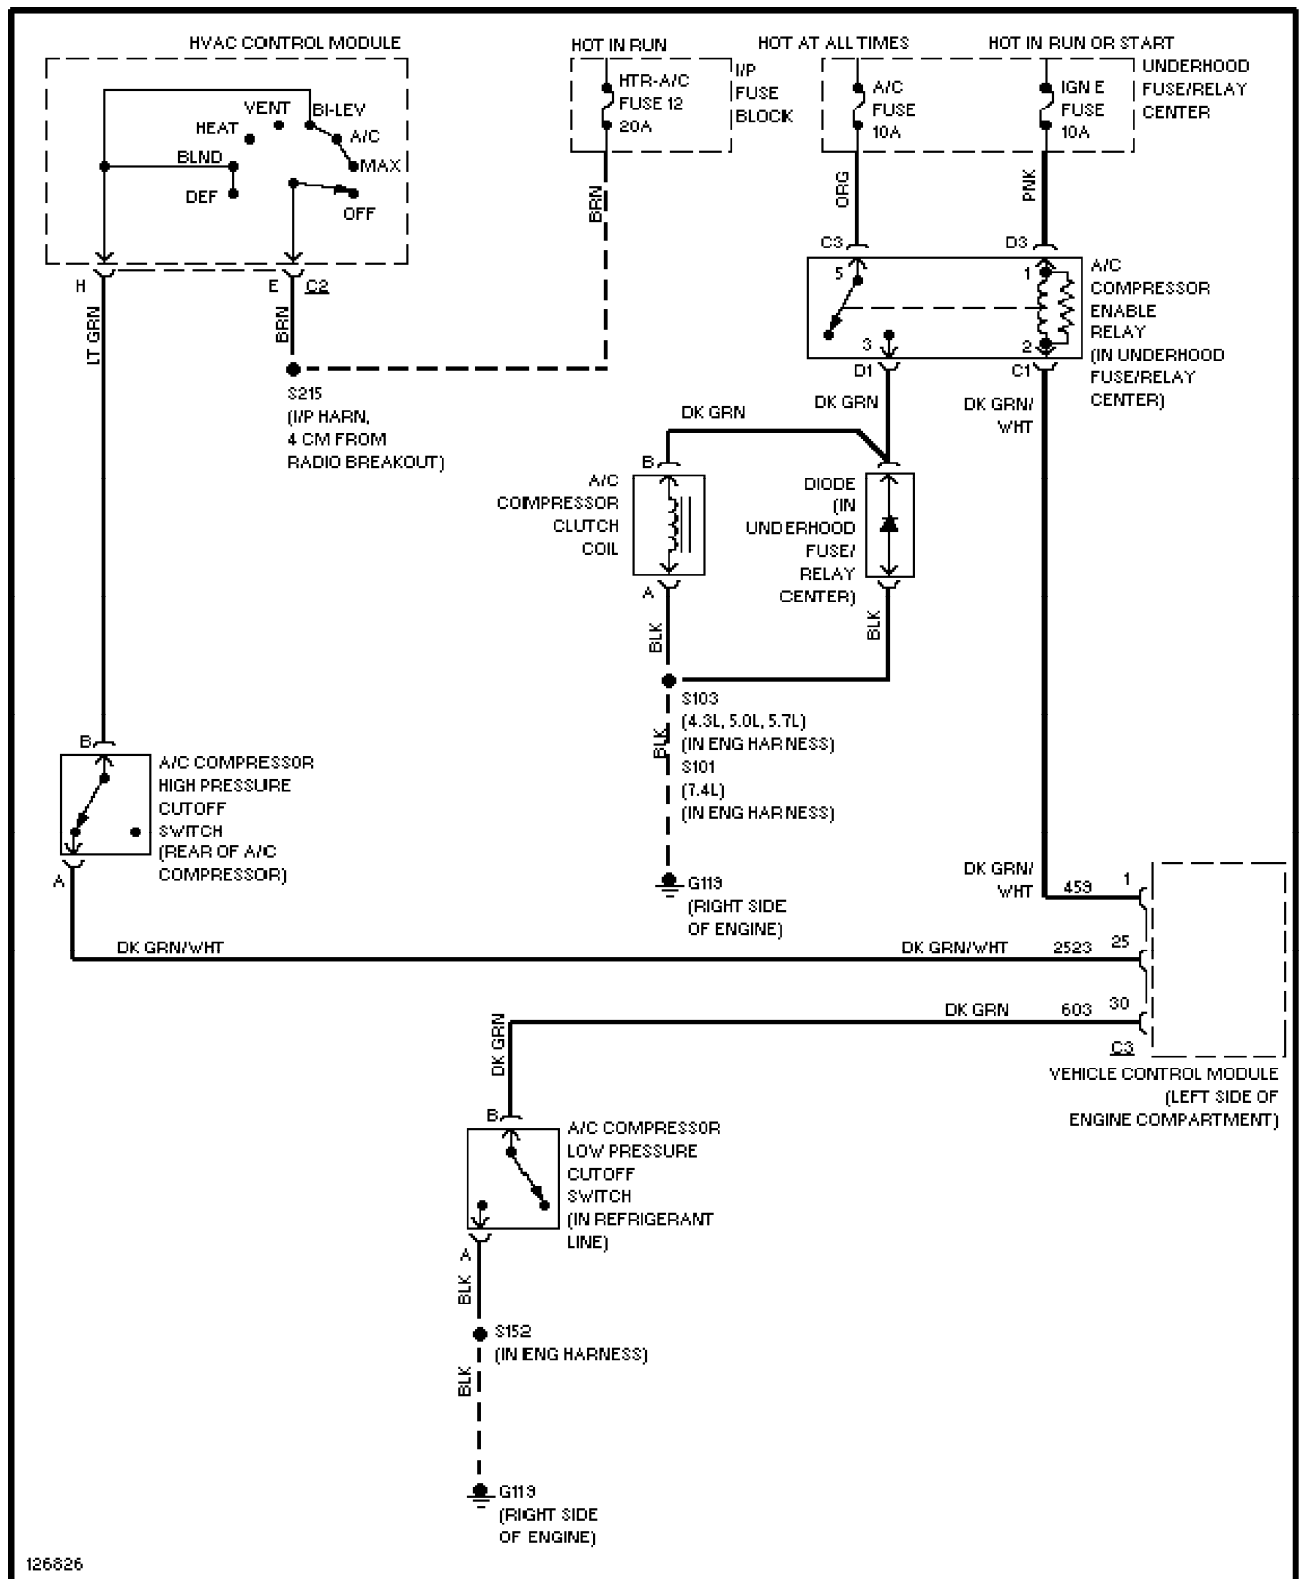 HVAC CONTROL MODULE
HOT IN RUN
HOT AT ALL TIMES
HOT IN RUN OR START
VENT
BI-LEV
HEAT
A/C
BLND
MAX
DEF
OFF
HTR-A/C
FUSE 12
20A
I/P
FUSE
BLOCK
A/C
FUSE
10A
IGN E
FUSE
10A
UNDERHOOD
FUSE/RELAY
CENTER
BRN
ORG
PNK
H
E
C2
LT GRN
BRN
C3
D3
5
1
3
2
D1
C1
A/C
COMPRESSOR
ENABLE
RELAY
(IN UNDERHOOD
FUSE/RELAY
CENTER)
S215
(I/P HARN,
4 CM FROM
RADIO BREAKOUT)
DK GRN
DK GRN
DK GRN/
WHT
B
A/C
COMPRESSOR
CLUTCH
COIL
A
DIODE
(IN
UNDERHOOD
FUSE/
RELAY
CENTER)
BLK
BLK
S103
(4.3L, 5.0L, 5.7L)
(IN ENG HARNESS)
BLK
S101
(7.4L)
(IN ENG HARNESS)
B
A/C COMPRESSOR
HIGH PRESSURE
CUTOFF
SWITCH
(REAR OF A/C
COMPRESSOR)
A
G119
(RIGHT SIDE
OF ENGINE)
DK GRN/
WHT
459
1
DK GRN/WHT
DK GRN/WHT
2523
25
DK GRN
603
30
C3
VEHICLE CONTROL MODULE
(LEFT SIDE OF
ENGINE COMPARTMENT)
DK GRN
B
A/C COMPRESSOR
LOW PRESSURE
CUTOFF
SWITCH
(IN REFRIGERANT
LINE)
A
BLK
S152
(IN ENG HARNESS)
BLK
G119
(RIGHT SIDE
OF ENGINE)
126826